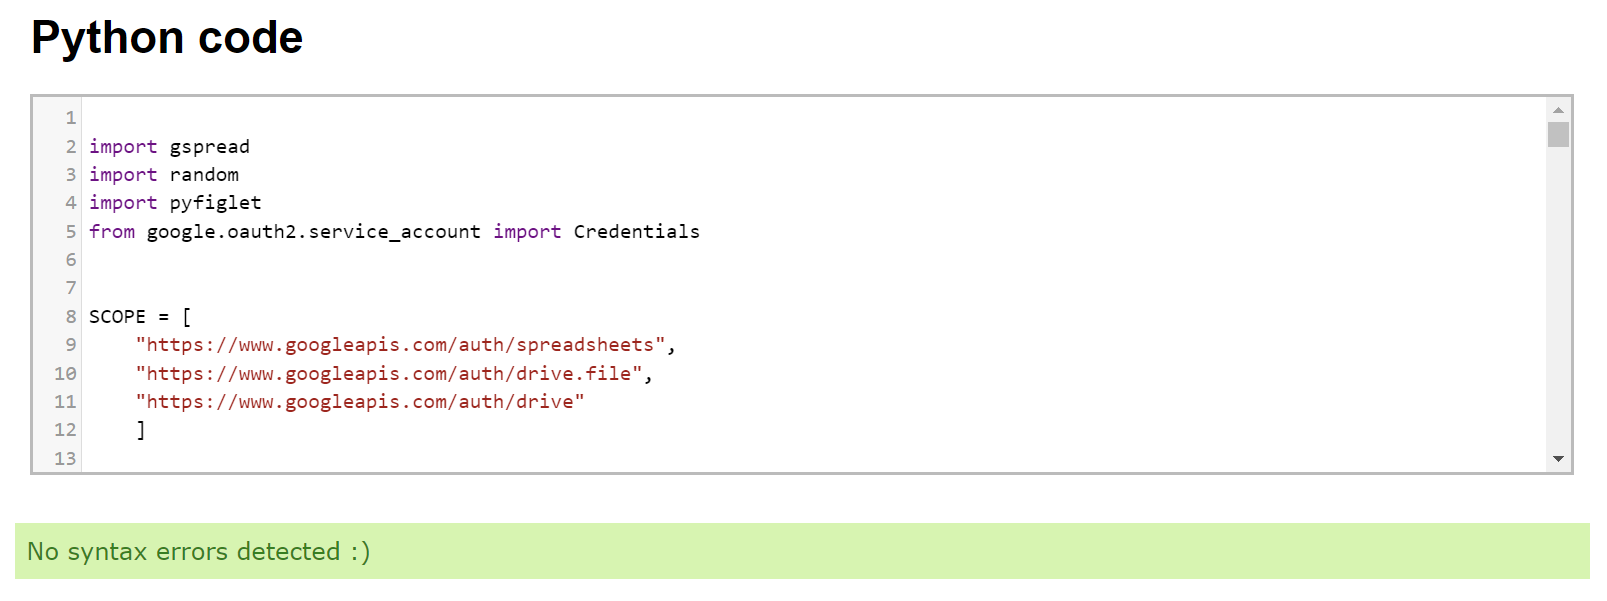 Python code
1
2 import gspread
3 import random
4 import pyfiglet
5 from google.oauth2.service_account import Credentials
6
7
8 SCOPE = [
9     "https://www.googleapis.com/auth/spreadsheets",
10     "https://www.googleapis.com/auth/drive.file",
11     "https://www.googleapis.com/auth/drive"
12     ]
13
No syntax errors detected :)